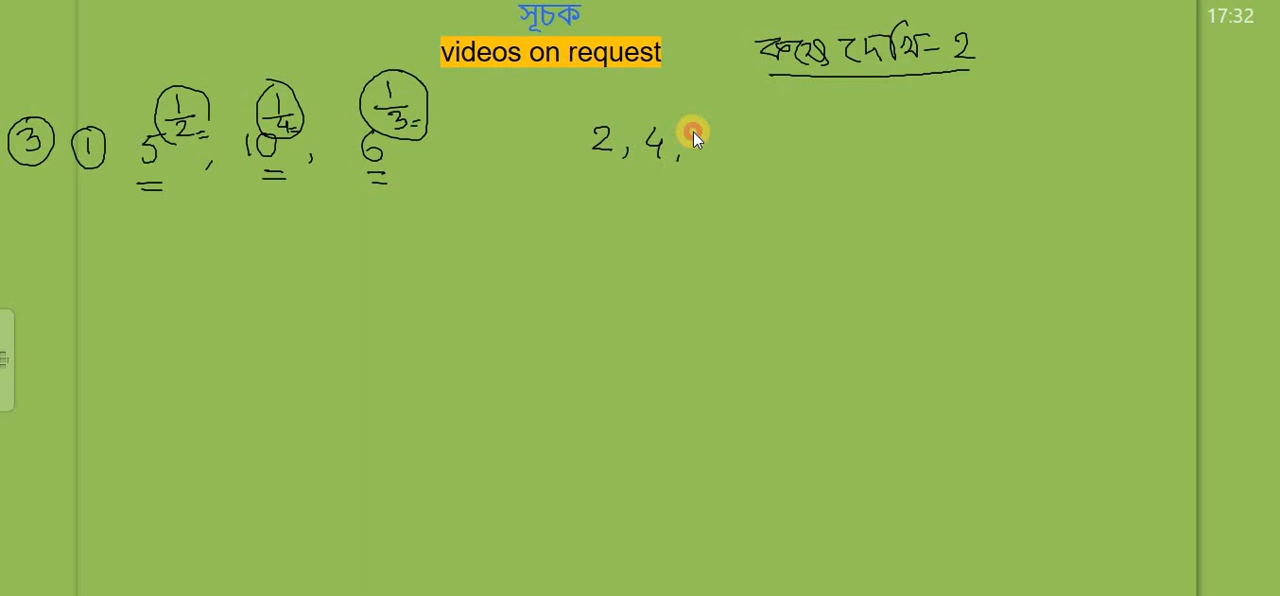 সূচক
videos on request
কষে দেখি - 2
17:32
③ ① 5^(1/2), 10^(1/4), 6^(1/3)
2, 4,